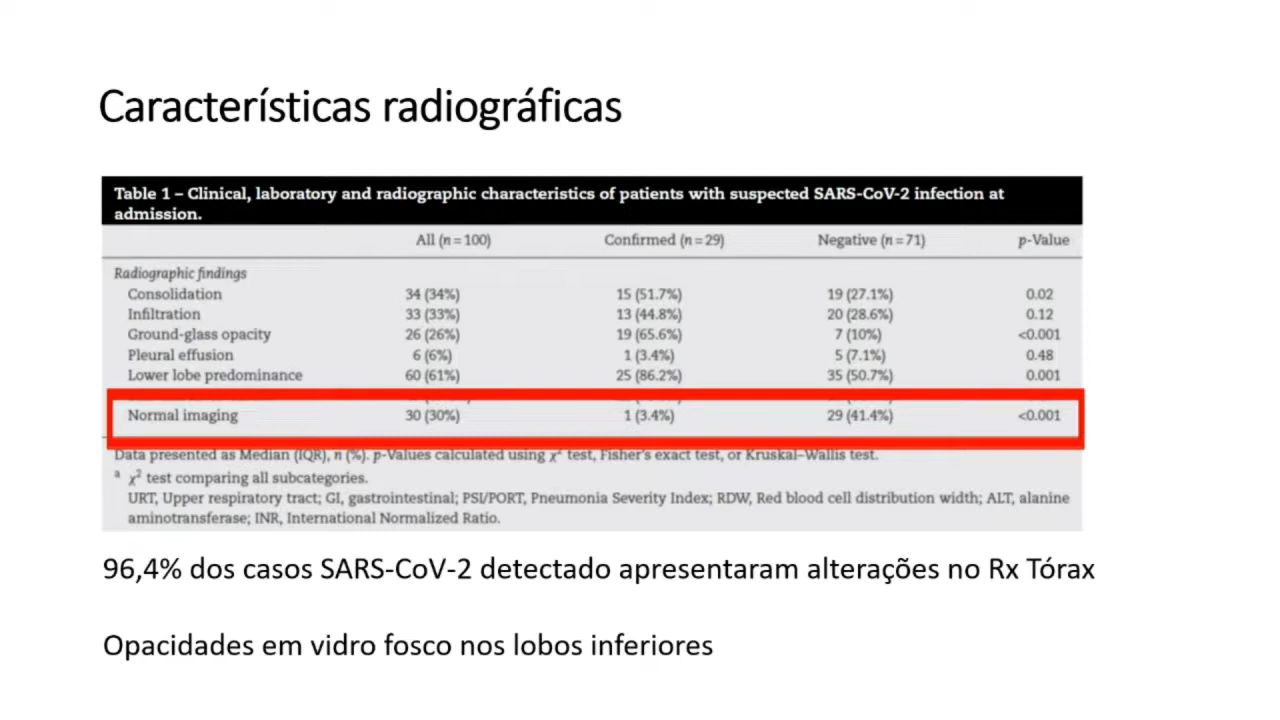 Características radiográficas
Table 1 – Clinical, laboratory and radiographic characteristics of patients with suspected SARS-CoV-2 infection at
admission.
All (n = 100) Confirmed (n = 29) Negative (n = 71) p-Value
Radiographic findings
Consolidation 34 (34%) 15 (51.7%) 19 (27.1%) 0.02
Infiltration 33 (33%) 13 (44.8%) 20 (28.6%) 0.12
Ground-glass opacity 26 (26%) 19 (65.6%) 7 (10%) <0.001
Pleural effusion 6 (6%) 1 (3.4%) 5 (7.1%) 0.48
Lower lobe predominance 60 (61%) 25 (86.2%) 35 (50.7%) 0.001
Normal imaging 30 (30%) 1 (3.4%) 29 (41.4%) <0.001
Data presented as Median (IQR), n (%). p-Values calculated using χ² test, Fisher's exact test, or Kruskal–Wallis test.
ª χ² test comparing all subcategories.
URT, Upper respiratory tract; GI, gastrointestinal; PSI/PORT, Pneumonia Severity Index; RDW, Red blood cell distribution width; ALT, alanine
aminotransferase; INR, International Normalized Ratio.
96,4% dos casos SARS-CoV-2 detectado apresentaram alterações no Rx Tórax
Opacidades em vidro fosco nos lobos inferiores